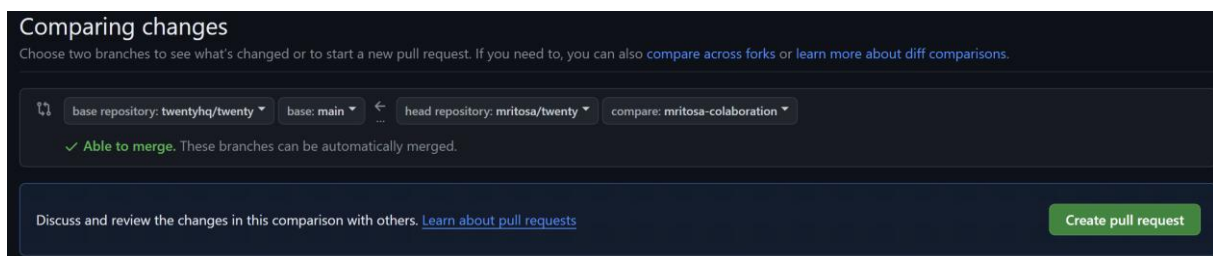 Comparing changes
Choose two branches to see what's changed or to start a new pull request. If you need to, you can also compare across forks or learn more about diff comparisons.
base repository: twentyhq/twenty base: main ← ... head repository: mritosa/twenty compare: mritosa-colaboration
Able to merge. These branches can be automatically merged.
Discuss and review the changes in this comparison with others. Learn about pull requests Create pull request